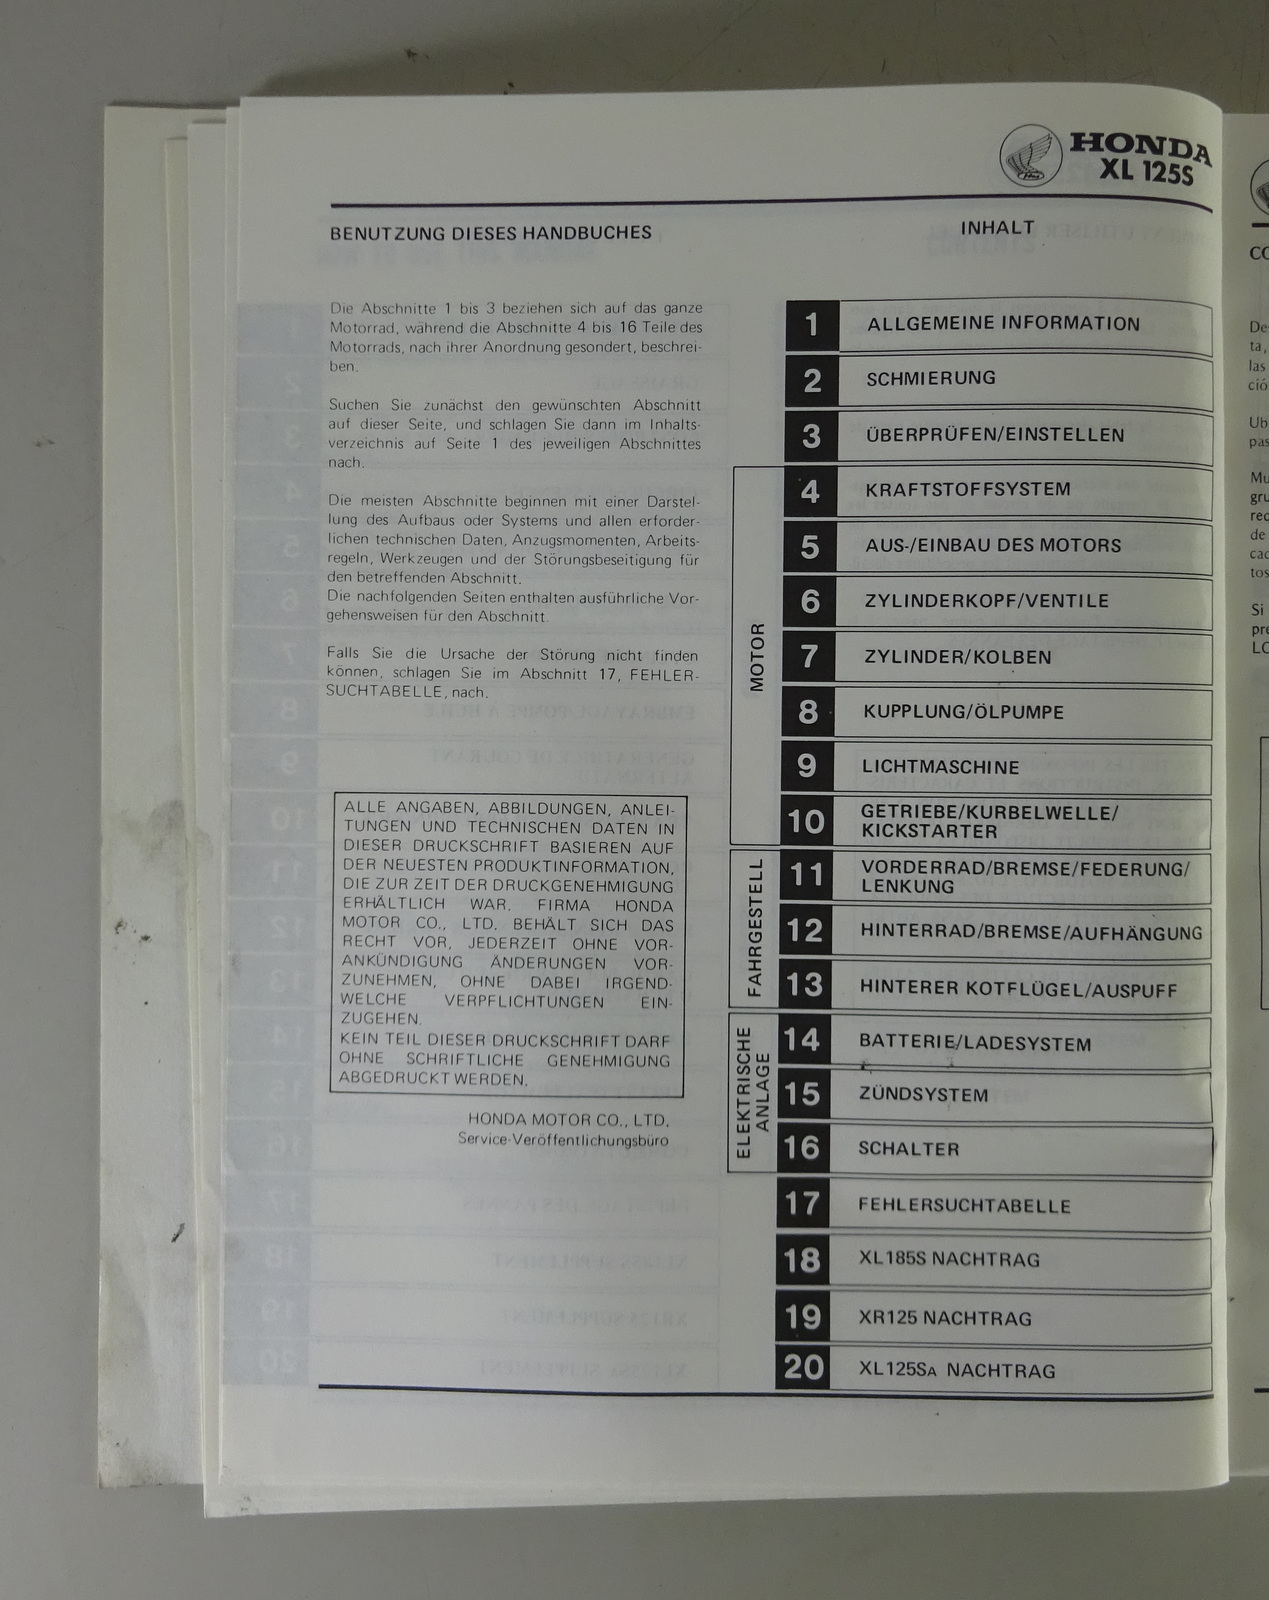 HONDA
XL 125S
BENUTZUNG DIESES HANDBUCHES
Die Abschnitte 1 bis 3 beziehen sich auf das ganze
Motorrad, während die Abschnitte 4 bis 16 Teile des
Motorrads, nach ihrer Anordnung gesondert, beschrei-
ben.
Suchen Sie zunächst den gewünschten Abschnitt
auf dieser Seite, und schlagen Sie dann im Inhalts-
verzeichnis auf Seite 1 des jeweiligen Abschnittes
nach.
Die meisten Abschnitte beginnen mit einer Darstel-
lung des Aufbaus oder Systems und allen erforder-
lichen technischen Daten, Anzugsmomenten, Arbeits-
regeln, Werkzeugen und der Störungsbeseitigung für
den betreffenden Abschnitt.
Die nachfolgenden Seiten enthalten ausführliche Vor-
gehensweisen für den Abschnitt.
Falls Sie die Ursache der Störung nicht finden
können, schlagen Sie im Abschnitt 17, FEHLER-
SUCHTABELLE, nach.
ALLE ANGABEN, ABBILDUNGEN, ANLEI-
TUNGEN UND TECHNISCHEN DATEN IN
DIESER DRUCKSCHRIFT BASIEREN AUF
DER NEUESTEN PRODUKTINFORMATION,
DIE ZUR ZEIT DER DRUCKGENEHMIGUNG
ERHÄLTLICH WAR. FIRMA HONDA
MOTOR CO., LTD. BEHÄLT SICH DAS
RECHT VOR, JEDERZEIT OHNE VOR-
ANKÜNDIGUNG ÄNDERUNGEN VOR-
ZUNEHMEN, OHNE DABEI IRGEND-
WELCHE VERPFLICHTUNGEN EIN-
ZUGEHEN.
KEIN TEIL DIESER DRUCKSCHRIFT DARF
OHNE SCHRIFTLICHE GENEHMIGUNG
ABGEDRUCKT WERDEN.
HONDA MOTOR CO., LTD.
Service-Veröffentlichungsbüro
INHALT
1 ALLGEMEINE INFORMATION
2 SCHMIERUNG
3 ÜBERPRÜFEN/EINSTELLEN
MOTOR
4 KRAFTSTOFFSYSTEM
5 AUS-/EINBAU DES MOTORS
6 ZYLINDERKOPF/VENTILE
7 ZYLINDER/KOLBEN
8 KUPPLUNG/ÖLPUMPE
9 LICHTMASCHINE
10 GETRIEBE/KURBELWELLE/
KICKSTARTER
FAHRGESTELL
11 VORDERRAD/BREMSE/FEDERUNG/
LENKUNG
12 HINTERRAD/BREMSE/AUFHÄNGUNG
13 HINTERER KOTFLÜGEL/AUSPUFF
ELEKTRISCHE
ANLAGE
14 BATTERIE/LADESYSTEM
15 ZÜNDSYSTEM
16 SCHALTER
17 FEHLERSUCHTABELLE
18 XL185S NACHTRAG
19 XR125 NACHTRAG
20 XL125SA NACHTRAG